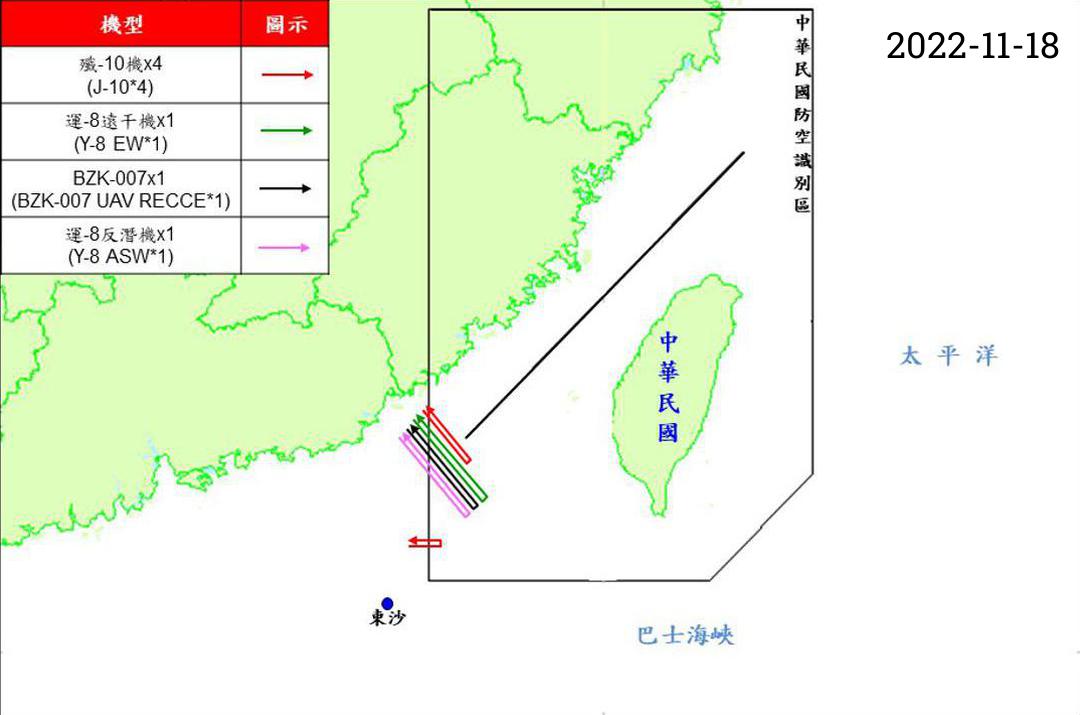 機型 圖示
殲-10機x4
(J-10*4)
運-8遠干機x1
(Y-8 EW*1)
BZK-007x1
(BZK-007 UAV RECCE*1)
運-8反潛機x1
(Y-8 ASW*1)
中華民國防空識別區
2022-11-18
中華民國
太平洋
東沙
巴士海峽